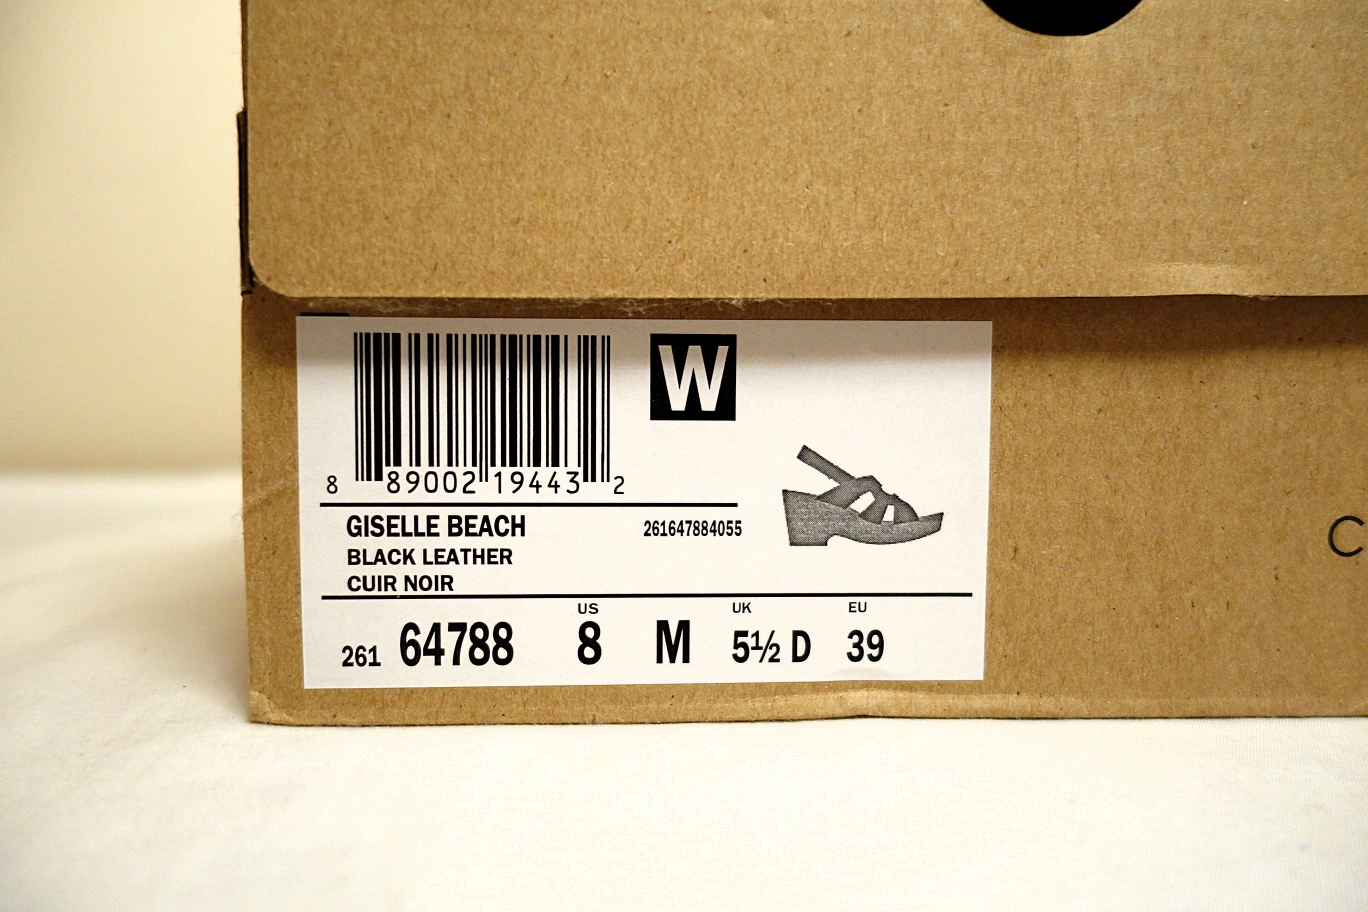 W
8 89002 19443 2
GISELLE BEACH 261647884055
BLACK LEATHER
CUIR NOIR
US UK EU
261 64788 8 M 5½ D 39
C